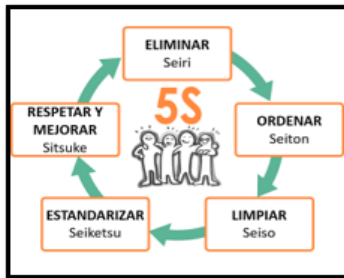 ELIMINAR
Seiri
5S
ORDENAR
Seiton
LIMPIAR
Seiso
ESTANDARIZAR
Seiketsu
RESPETAR Y
MEJORAR
Sitsuke